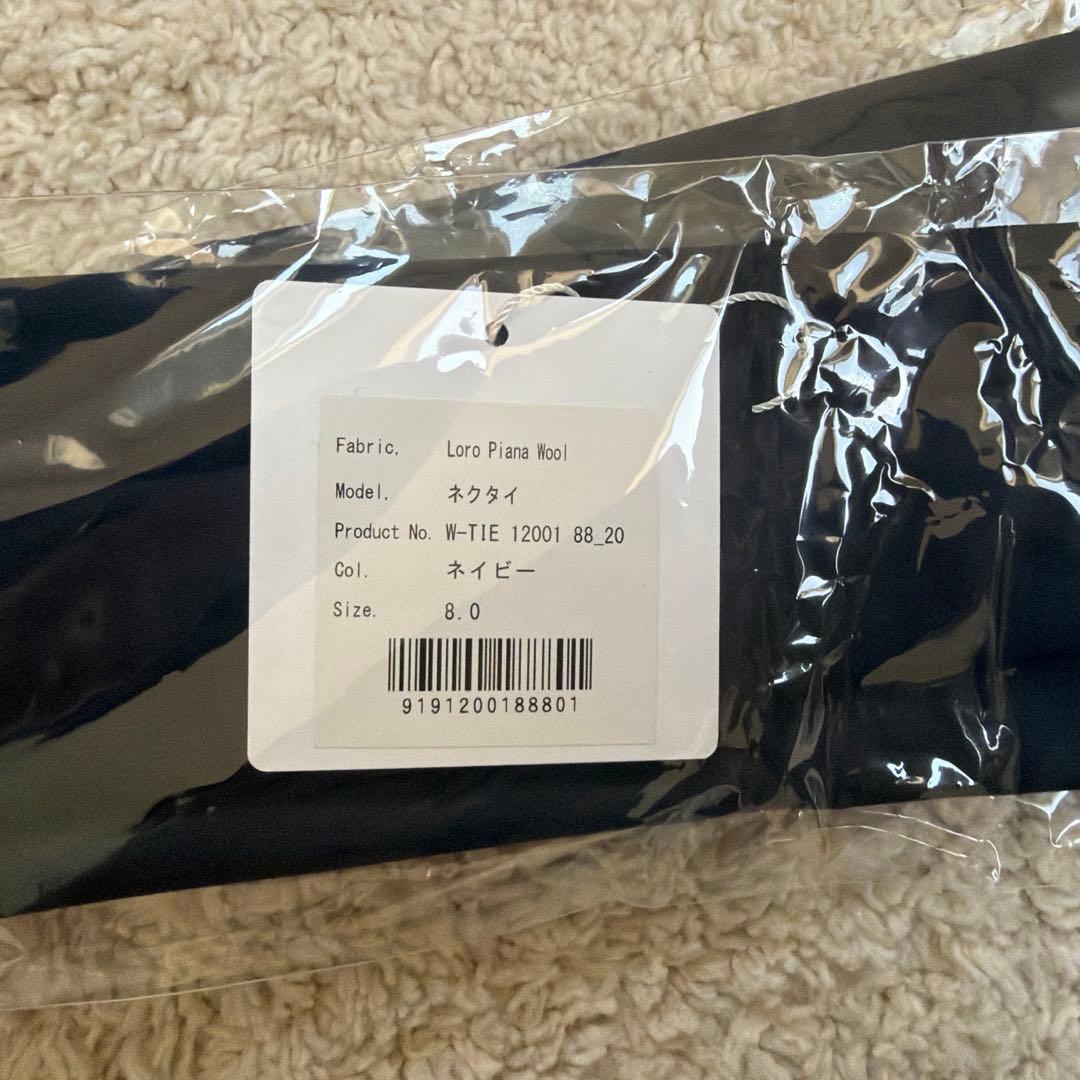 Fabric. Loro Piana Wool
Model. ネクタイ
Product No. W-TIE 12001 88_20
Col. ネイビー
Size. 8.0
9191200188801